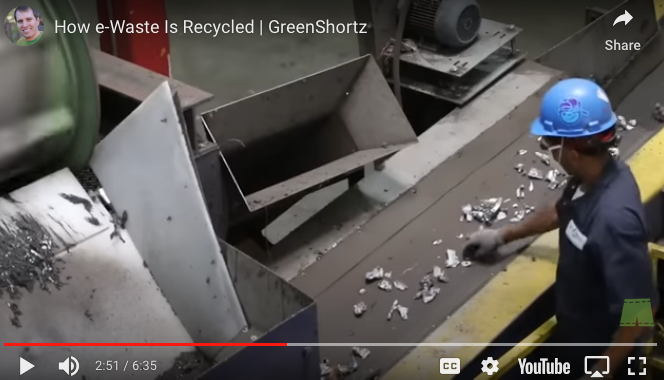 How e-Waste Is Recycled | GreenShortz
Share
2:51 / 6:35
CC
YouTube